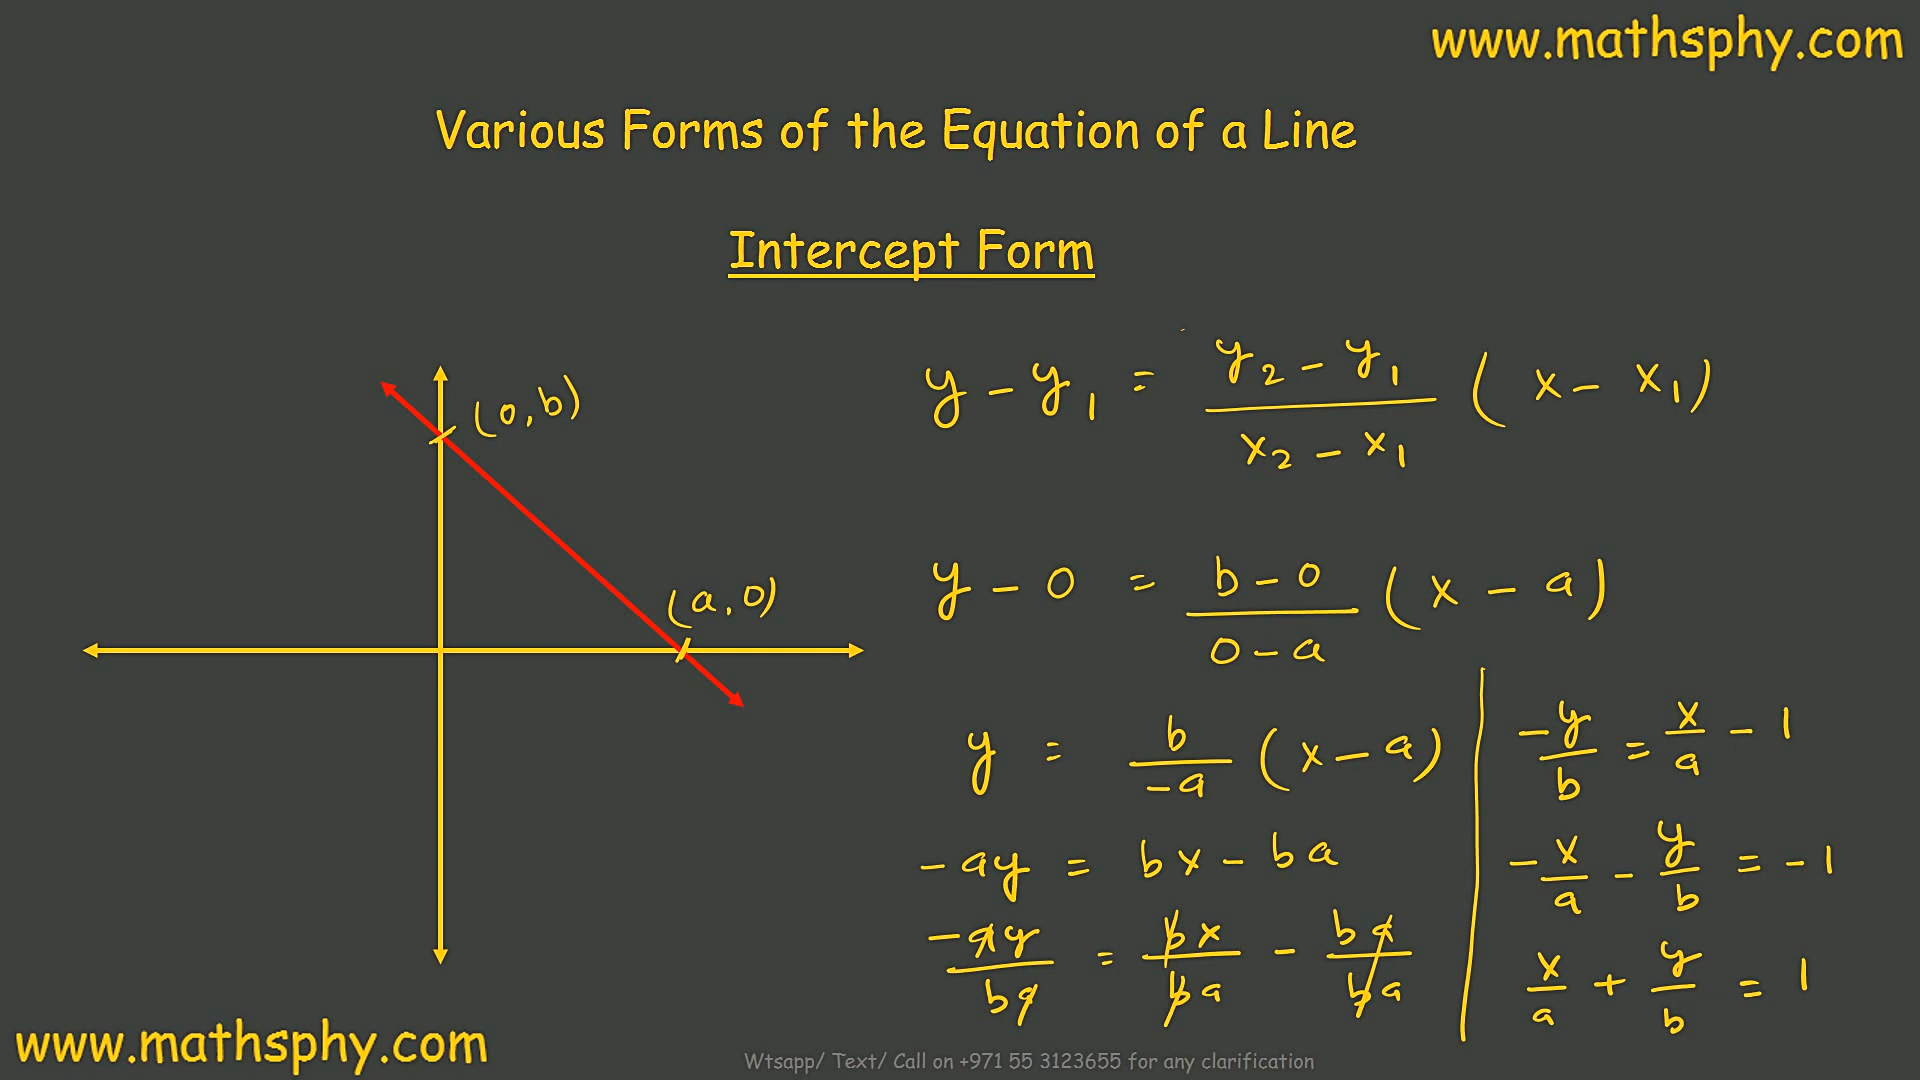 www.mathsphy.com
Various Forms of the Equation of a Line
Intercept Form
(0,b)
(a,0)
y - y₁ = (y₂ - y₁)/(x₂ - x₁) (x - x₁)
y - 0 = (b - 0)/(0 - a) (x - a)
y = b/(-a) (x - a)
-ay = bx - ba
-ay/ba = bx/ba - ba/ba
-y/b = x/a - 1
-x/a - y/b = -1
x/a + y/b = 1
www.mathsphy.com
Wtsapp/ Text/ Call on +971 55 3123655 for any clarification